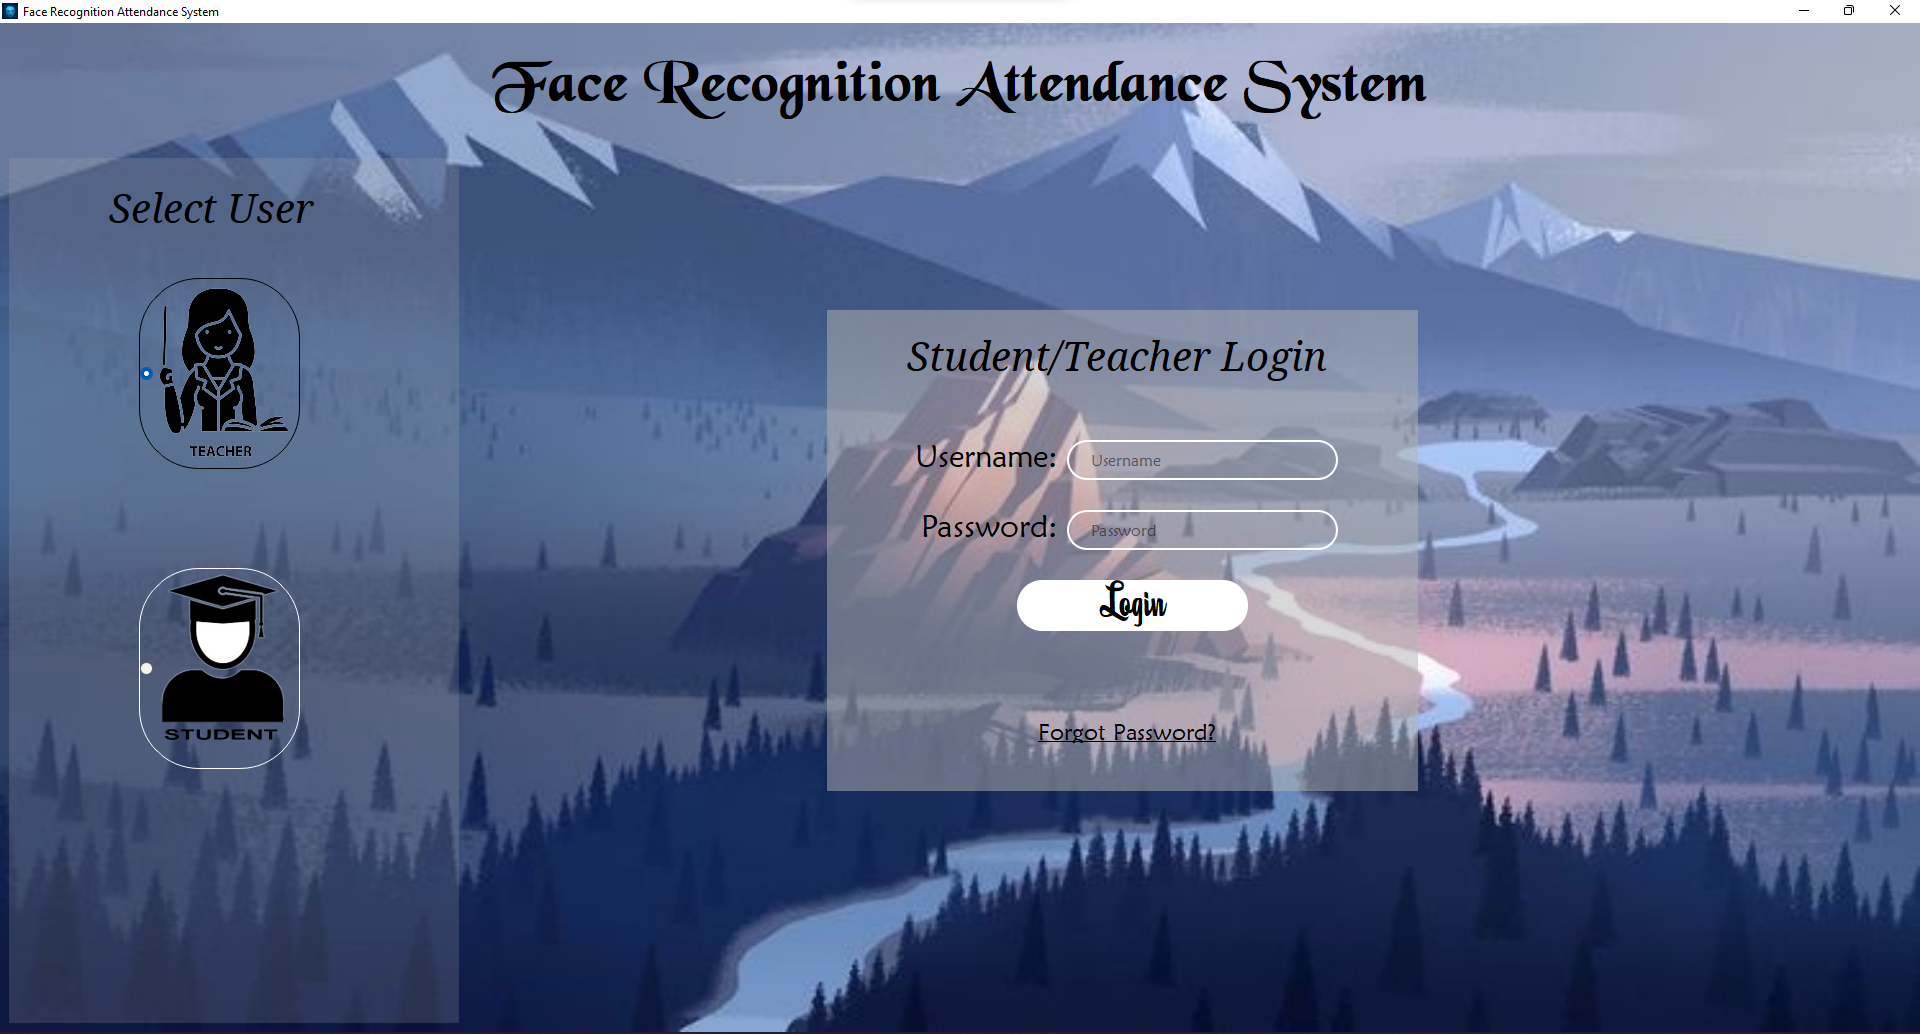 Face Recognition Attendance System
Face Recognition Attendance System
Select User
TEACHER
STUDENT
Student/Teacher Login
Username: Username
Password: Password
Login
Forgot Password?